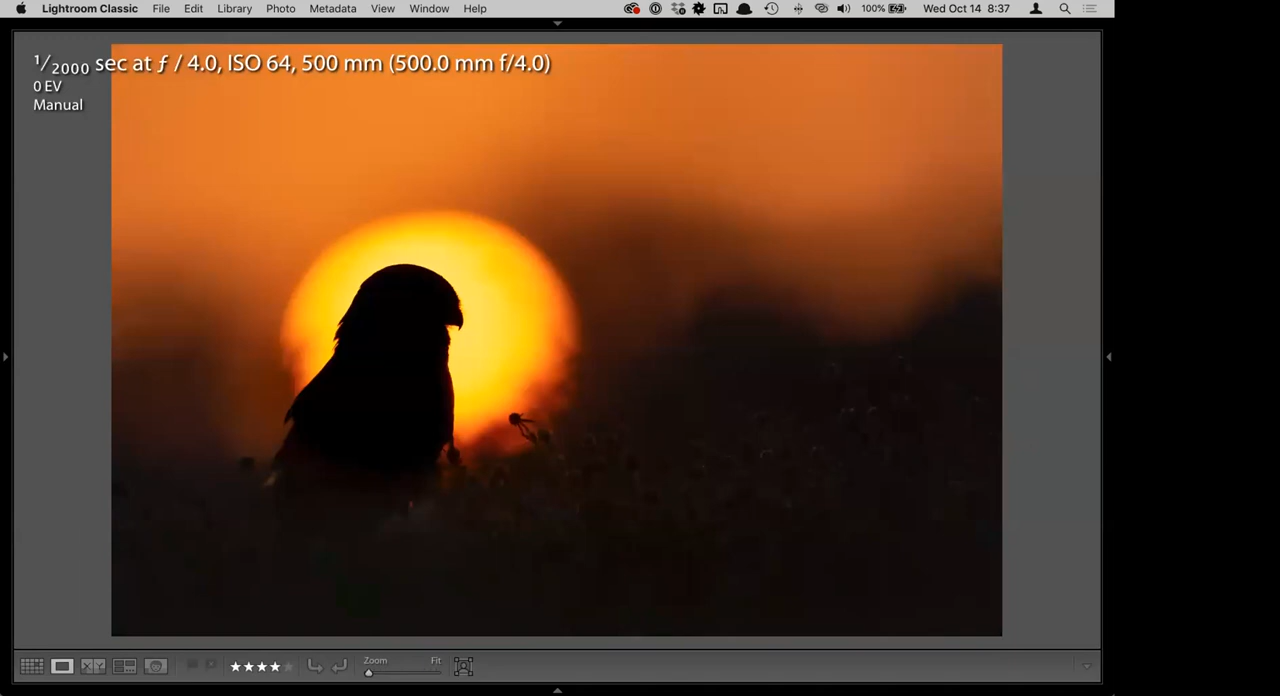 Lightroom Classic File Edit Library Photo Metadata Develop View Window Help 100% Wed Oct 14 8:37
1/2000 sec at ƒ / 4.0, ISO 64, 500 mm (500.0 mm f/4.0)
0 EV
Manual
Zoom Fit